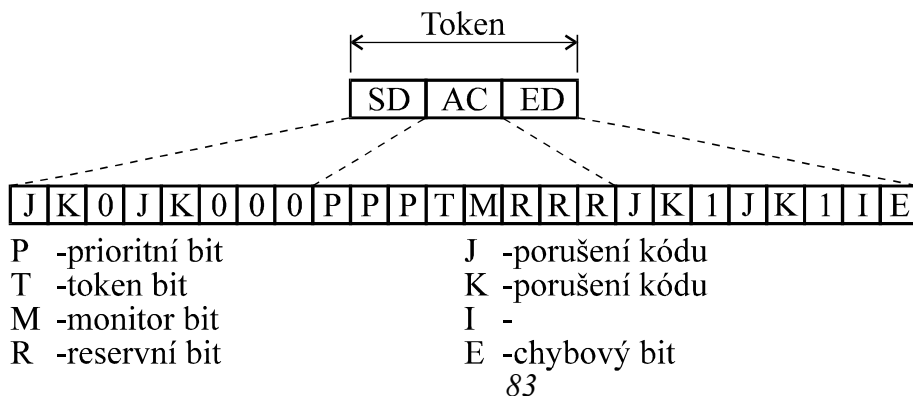 Token
SD AC ED
J K 0 J K 0 0 0 P P P T M R R R J K 1 J K 1 I E
P -prioritní bit
T -token bit
M -monitor bit
R -reservní bit
J -porušení kódu
K -porušení kódu
I -
E -chybový bit
83